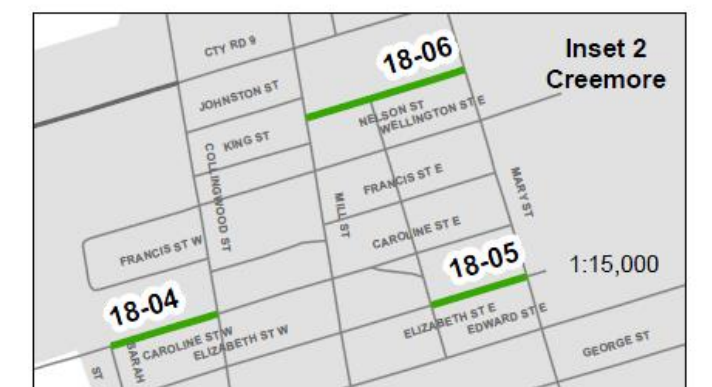 CTY RD 9
18-06
Inset 2
Creemore
JOHNSTON ST
NELSON ST
WELLINGTON ST E
KING ST
COLLINGWOOD ST
FRANCIS ST E
MILL ST
MARY ST
FRANCIS ST W
CAROLINE ST E
18-05
1:15,000
18-04
ELIZABETH ST E
EDWARD ST E
CAROLINE ST W
ELIZABETH ST W
GEORGE ST
SARAH
ST